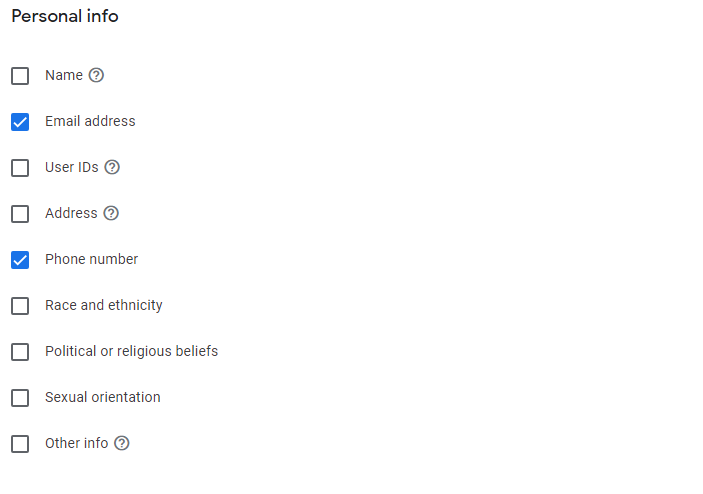 Personal info
Name
Email address
User IDs
Address
Phone number
Race and ethnicity
Political or religious beliefs
Sexual orientation
Other info